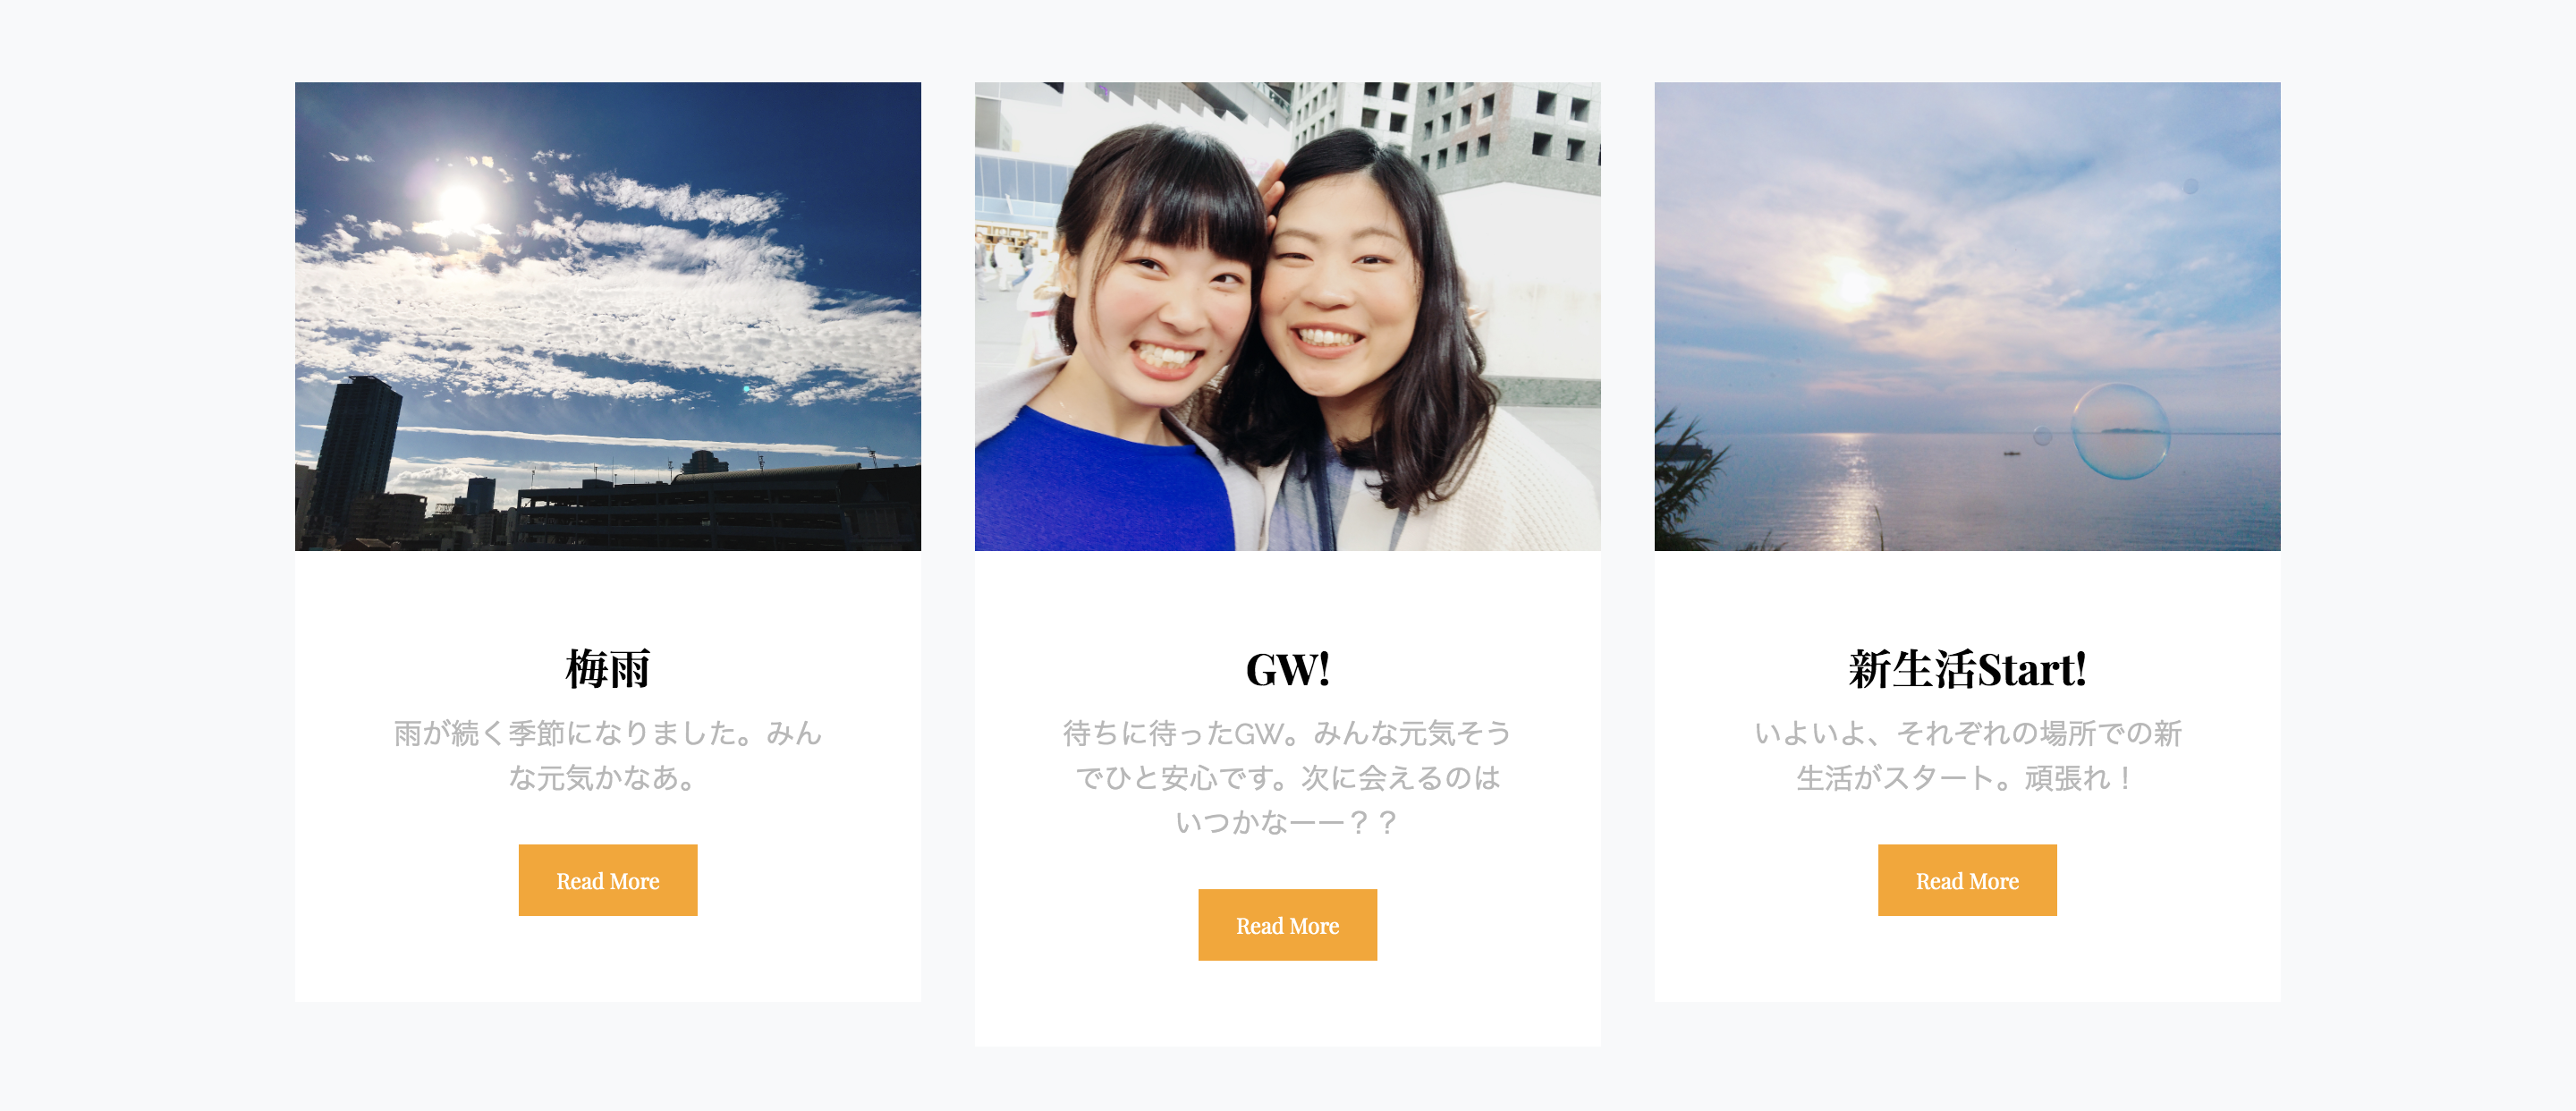 梅雨
雨が続く季節になりました。みん
な元気かなあ。
Read More
GW!
待ちに待ったGW。みんな元気そう
でひと安心です。次に会えるのは
いつかなーー？？
Read More
新生活Start!
いよいよ、それぞれの場所での新
生活がスタート。頑張れ！
Read More